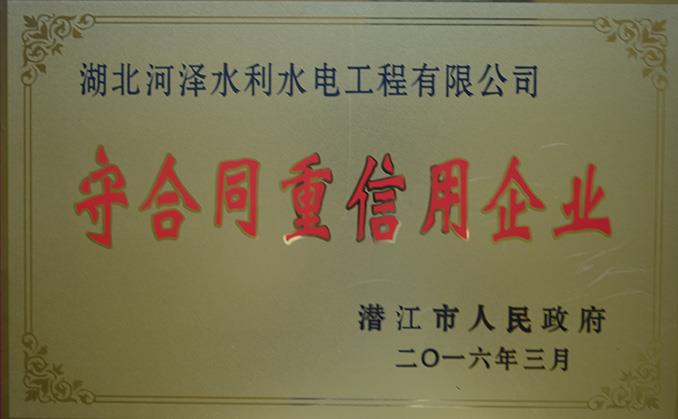 湖北河泽水利水电工程有限公司
守合同重信用企业
潜江市人民政府
二〇一六年三月